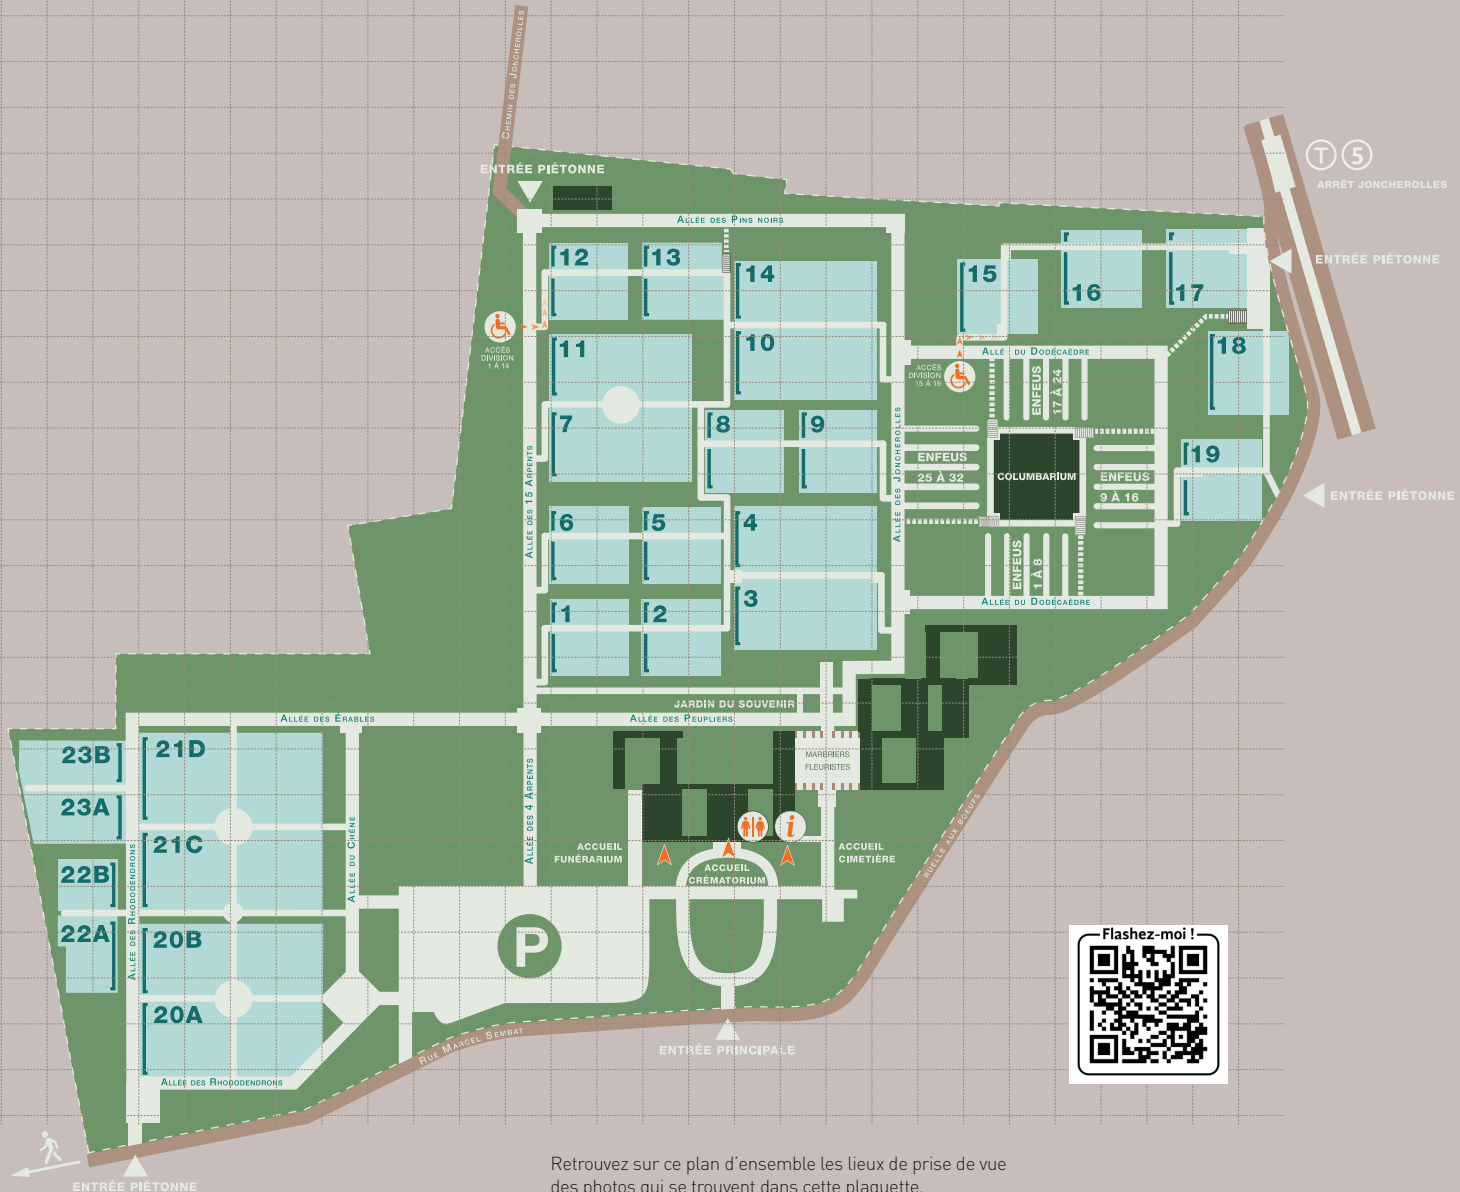 CHEMIN DES JONCHEROLLES
ENTRÉE PIÉTONNE
T 5
ARRÊT JONCHEROLLES
ALLÉE DES PINS NOIRS
12
13
14
15
16
17
ENTRÉE PIÉTONNE
ACCÈS
DIVISION
1 À 14
11
10
ALLÉ DU DODÉCAÈDRE
18
ACCÈS
DIVISION
15 À 19
ENFEUS
17 À 24
7
8
9
ALLÉE DES 15 ARPENTS
ALLÉE DES JONCHEROLLES
ENFEUS
25 À 32
COLUMBARIUM
ENFEUS
9 À 16
19
ENTRÉE PIÉTONNE
6
5
4
ENFEUS
1 À 8
1
2
3
ALLÉE DU DODÉCAÈDRE
JARDIN DU SOUVENIR
ALLÉE DES ÉRABLES
ALLÉE DES PEUPLIERS
23B
21D
MARBRIERS
FLEURISTES
23A
21C
ALLÉE DU CHÊNE
ALLÉE DES 4 ARPENTS
RUELLE AUX BOEUFS
i
ACCUEIL
FUNÉRARIUM
ACCUEIL
CRÉMATORIUM
ACCUEIL
CIMETIÈRE
22B
22A
ALLÉE DES RHODODENDRONS
20B
20A
P
Flashez-moi !
RUE MARCEL SEMBAT
ENTRÉE PRINCIPALE
ALLÉE DES RHODODENDRONS
ENTRÉE PIÉTONNE
Retrouvez sur ce plan d'ensemble les lieux de prise de vue
des photos qui se trouvent dans cette plaquette.